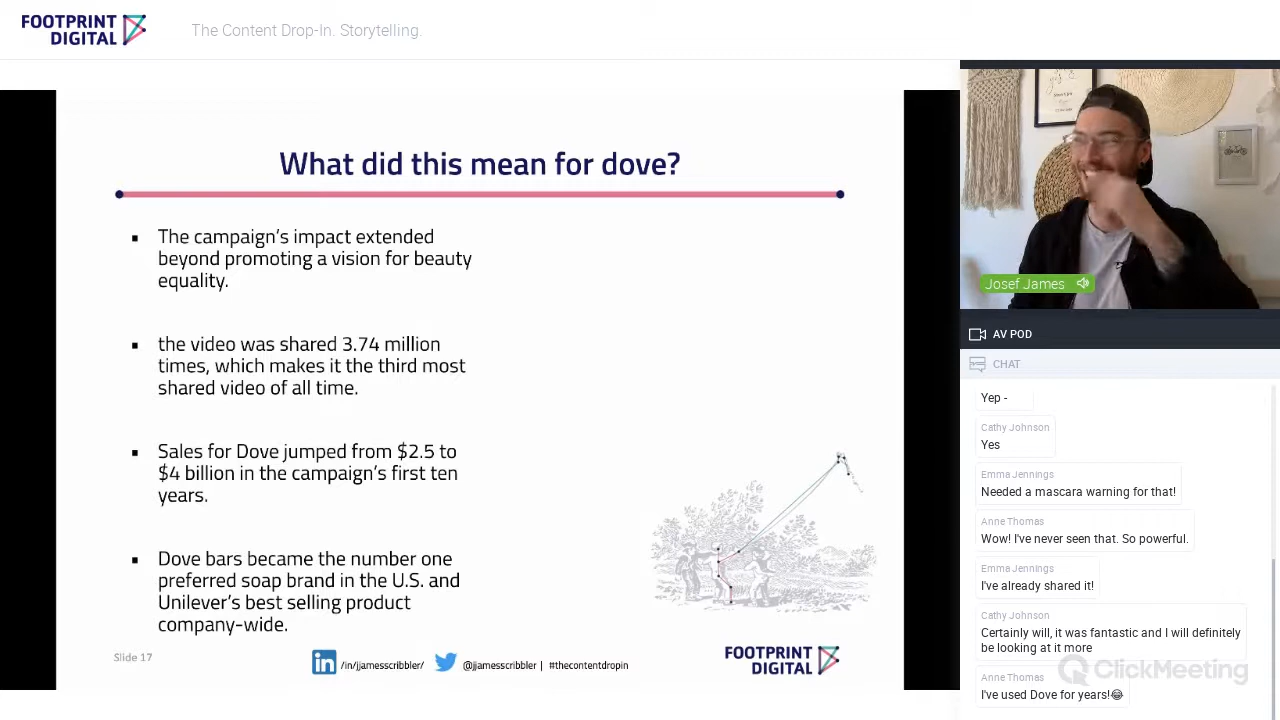 FOOTPRINT
DIGITAL
The Content Drop-In. Storytelling.
What did this mean for dove?
▪ The campaign's impact extended
beyond promoting a vision for beauty
equality.
▪ the video was shared 3.74 million
times, which makes it the third most
shared video of all time.
▪ Sales for Dove jumped from $2.5 to
$4 billion in the campaign's first ten
years.
▪ Dove bars became the number one
preferred soap brand in the U.S. and
Unilever's best selling product
company-wide.
Slide 17
in /in/jjamesscribbler/ @jjamesscribbler | #thecontentdropin
FOOTPRINT
DIGITAL
Josef James
AV POD
CHAT
Yep -
Cathy Johnson
Yes
Emma Jennings
Needed a mascara warning for that!
Anne Thomas
Wow! I've never seen that. So powerful.
Emma Jennings
I've already shared it!
Cathy Johnson
Certainly will, it was fantastic and I will definitely
be looking at it more
ClickMeeting
Anne Thomas
I've used Dove for years!😂